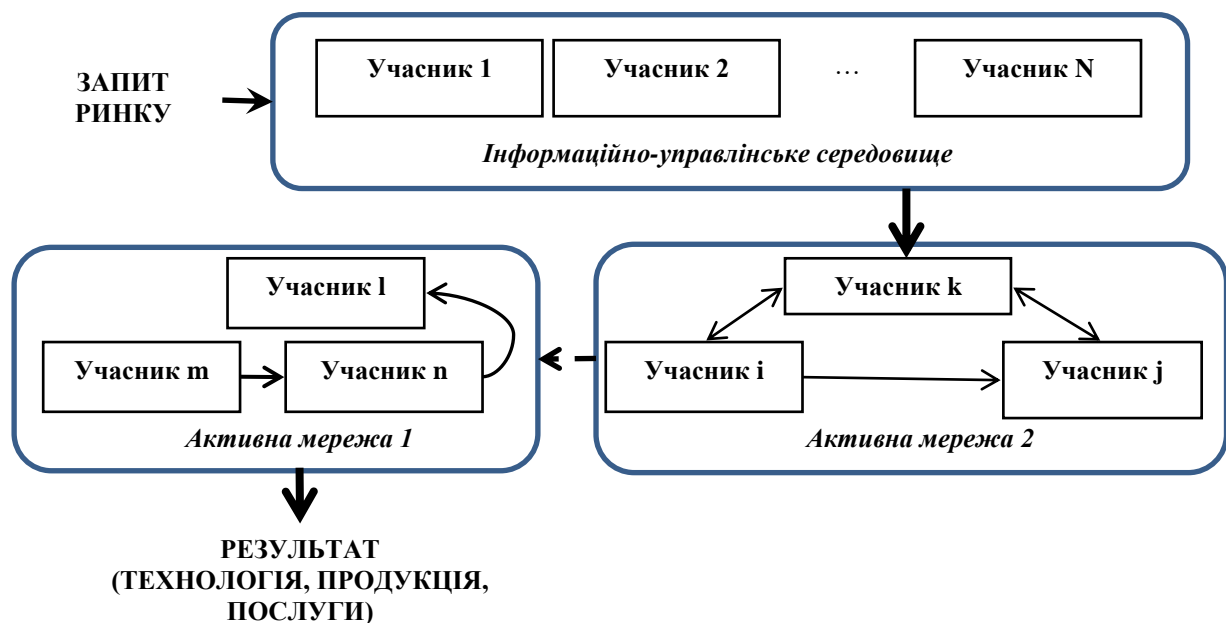 ЗАПИТ
РИНКУ
Учасник 1
Учасник 2
…
Учасник N
Інформаційно-управлінське середовище
Учасник l
Учасник m
Учасник n
Активна мережа 1
Учасник k
Учасник i
Учасник j
Активна мережа 2
РЕЗУЛЬТАТ
(ТЕХНОЛОГІЯ, ПРОДУКЦІЯ,
ПОСЛУГИ)